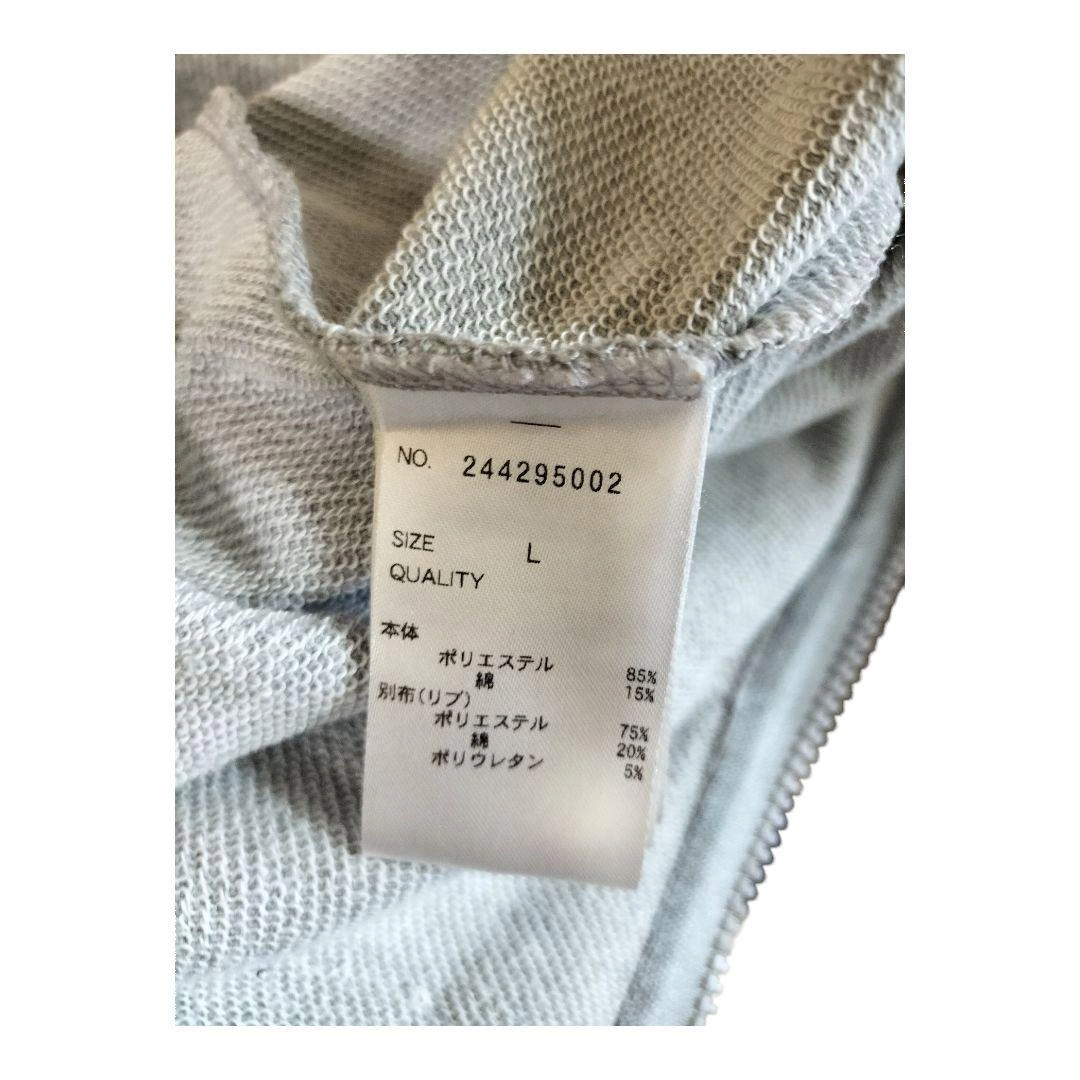 NO. 244295002
SIZE L
QUALITY
本体
ポリエステル 85%
綿 15%
別布(リブ)
ポリエステル 75%
綿 20%
ポリウレタン 5%